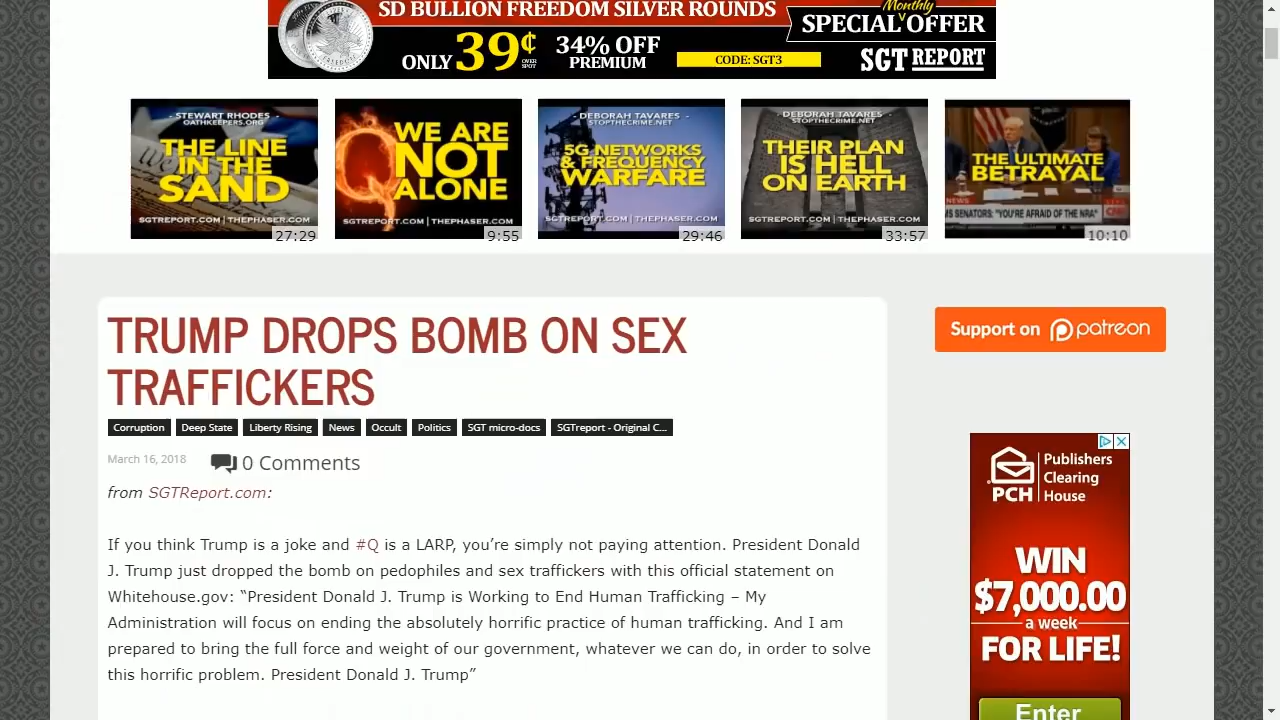 SD BULLION FREEDOM SILVER ROUNDS
ONLY 39¢ OVER SPOT
34% OFF
PREMIUM
CODE: SGT3
Monthly
SPECIAL OFFER
SGT REPORT
- STEWART RHODES -
OATHKEEPERS.ORG
THE LINE
IN THE
SAND
SGTREPORT.COM | THEPHASER.COM
27:29
Q
WE ARE
NOT
ALONE
SGTREPORT.COM | THEPHASER.COM
9:55
- DEBORAH TAVARES -
STOPTHECRIME.NET
5G NETWORKS
& FREQUENCY
WARFARE
SGTREPORT.COM | THEPHASER.COM
29:46
- DEBORAH TAVARES -
STOPTHECRIME.NET
THEIR PLAN
IS HELL
ON EARTH
SGTREPORT.COM | THEPHASER.COM
33:57
THE ULTIMATE
BETRAYAL
NEWS
SENATORS: "YOU'RE AFRAID OF THE NRA"
10:10
TRUMP DROPS BOMB ON SEX
TRAFFICKERS
Corruption Deep State Liberty Rising News Occult Politics SGT micro-docs SGTreport - Original C...
March 16, 2018 0 Comments
from SGTReport.com:
If you think Trump is a joke and #Q is a LARP, you’re simply not paying attention. President Donald
J. Trump just dropped the bomb on pedophiles and sex traffickers with this official statement on
Whitehouse.gov: “President Donald J. Trump is Working to End Human Trafficking – My
Administration will focus on ending the absolutely horrific practice of human trafficking. And I am
prepared to bring the full force and weight of our government, whatever we can do, in order to solve
this horrific problem. President Donald J. Trump”
Support on patreon
PCH
Publishers
Clearing
House
WIN
$7,000.00
a week
FOR LIFE!
Enter